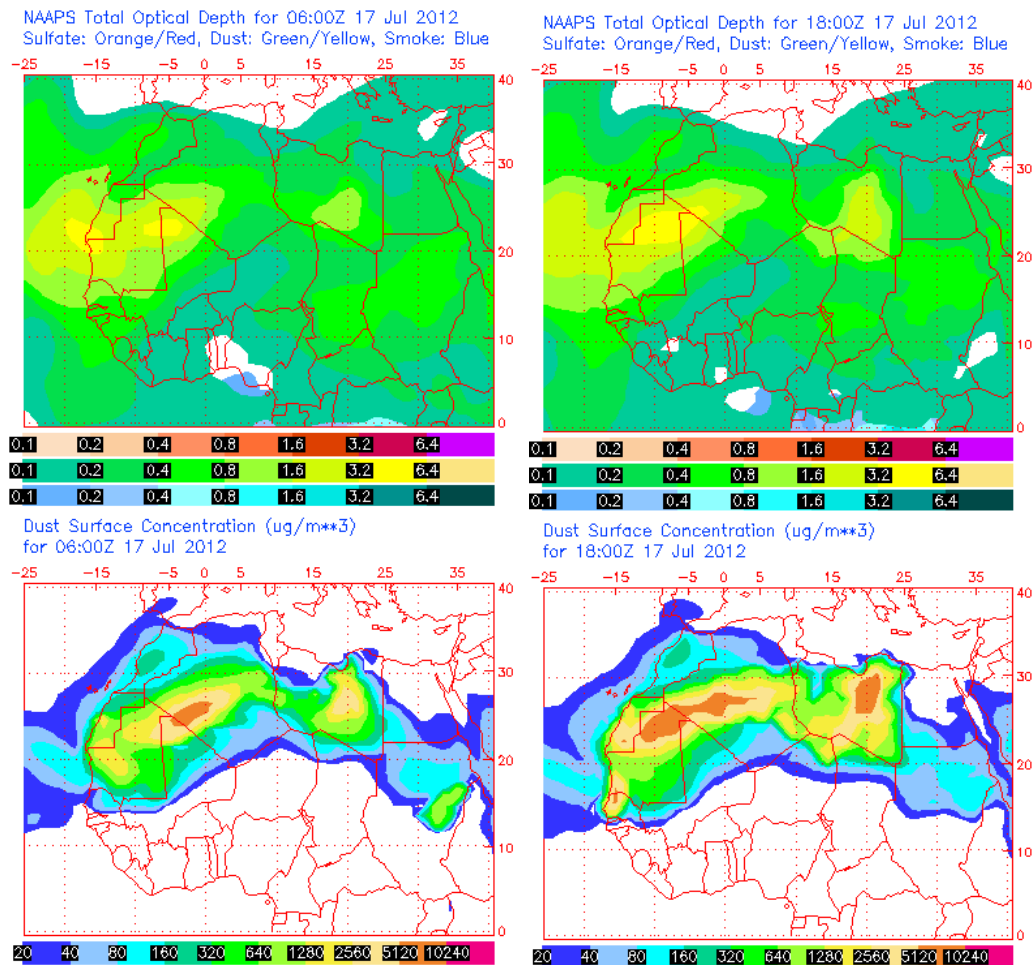 NAAPS Total Optical Depth for 06:00Z 17 Jul 2012
Sulfate: Orange/Red, Dust: Green/Yellow, Smoke: Blue
-25 -15 -5 0 5 15 25 35
40
30
20
10
0
0.1 0.2 0.4 0.8 1.6 3.2 6.4
0.1 0.2 0.4 0.8 1.6 3.2 6.4
0.1 0.2 0.4 0.8 1.6 3.2 6.4
NAAPS Total Optical Depth for 18:00Z 17 Jul 2012
Sulfate: Orange/Red, Dust: Green/Yellow, Smoke: Blue
-25 -15 -5 0 5 15 25 35
40
30
20
10
0
0.1 0.2 0.4 0.8 1.6 3.2 6.4
0.1 0.2 0.4 0.8 1.6 3.2 6.4
0.1 0.2 0.4 0.8 1.6 3.2 6.4
Dust Surface Concentration (ug/m**3)
for 06:00Z 17 Jul 2012
-25 -15 -5 0 5 15 25 35
40
30
20
10
0
20 40 80 160 320 640 1280 2560 5120 10240
Dust Surface Concentration (ug/m**3)
for 18:00Z 17 Jul 2012
-25 -15 -5 0 5 15 25 35
40
30
20
10
0
20 40 80 160 320 640 1280 2560 5120 10240